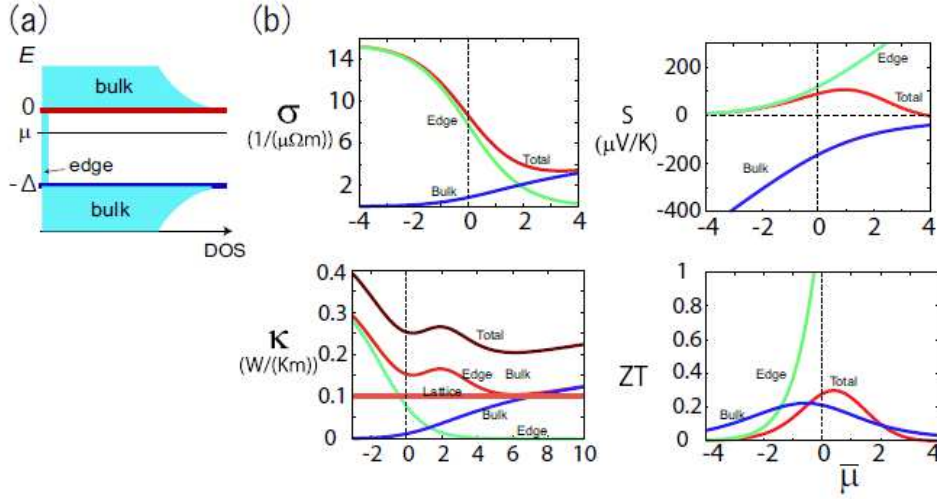 (a)
E
bulk
0
μ
edge
-Δ
bulk
DOS
(b)
σ
(1/(μΩm))
14
10
6
2
Edge
Total
Bulk
-4 -2 0 2 4
S
(μV/K)
200
0
-200
-400
Edge
Total
Bulk
-4 -2 0 2 4
κ
(W/(Km))
0.4
0.3
0.2
0.1
0
Total
Edge Bulk
Lattice
Bulk
Edge
-2 0 2 4 6 8 10
ZT
1
0.8
0.6
0.4
0.2
0
Edge
Total
Bulk
-4 -2 0 2 4
μ̅